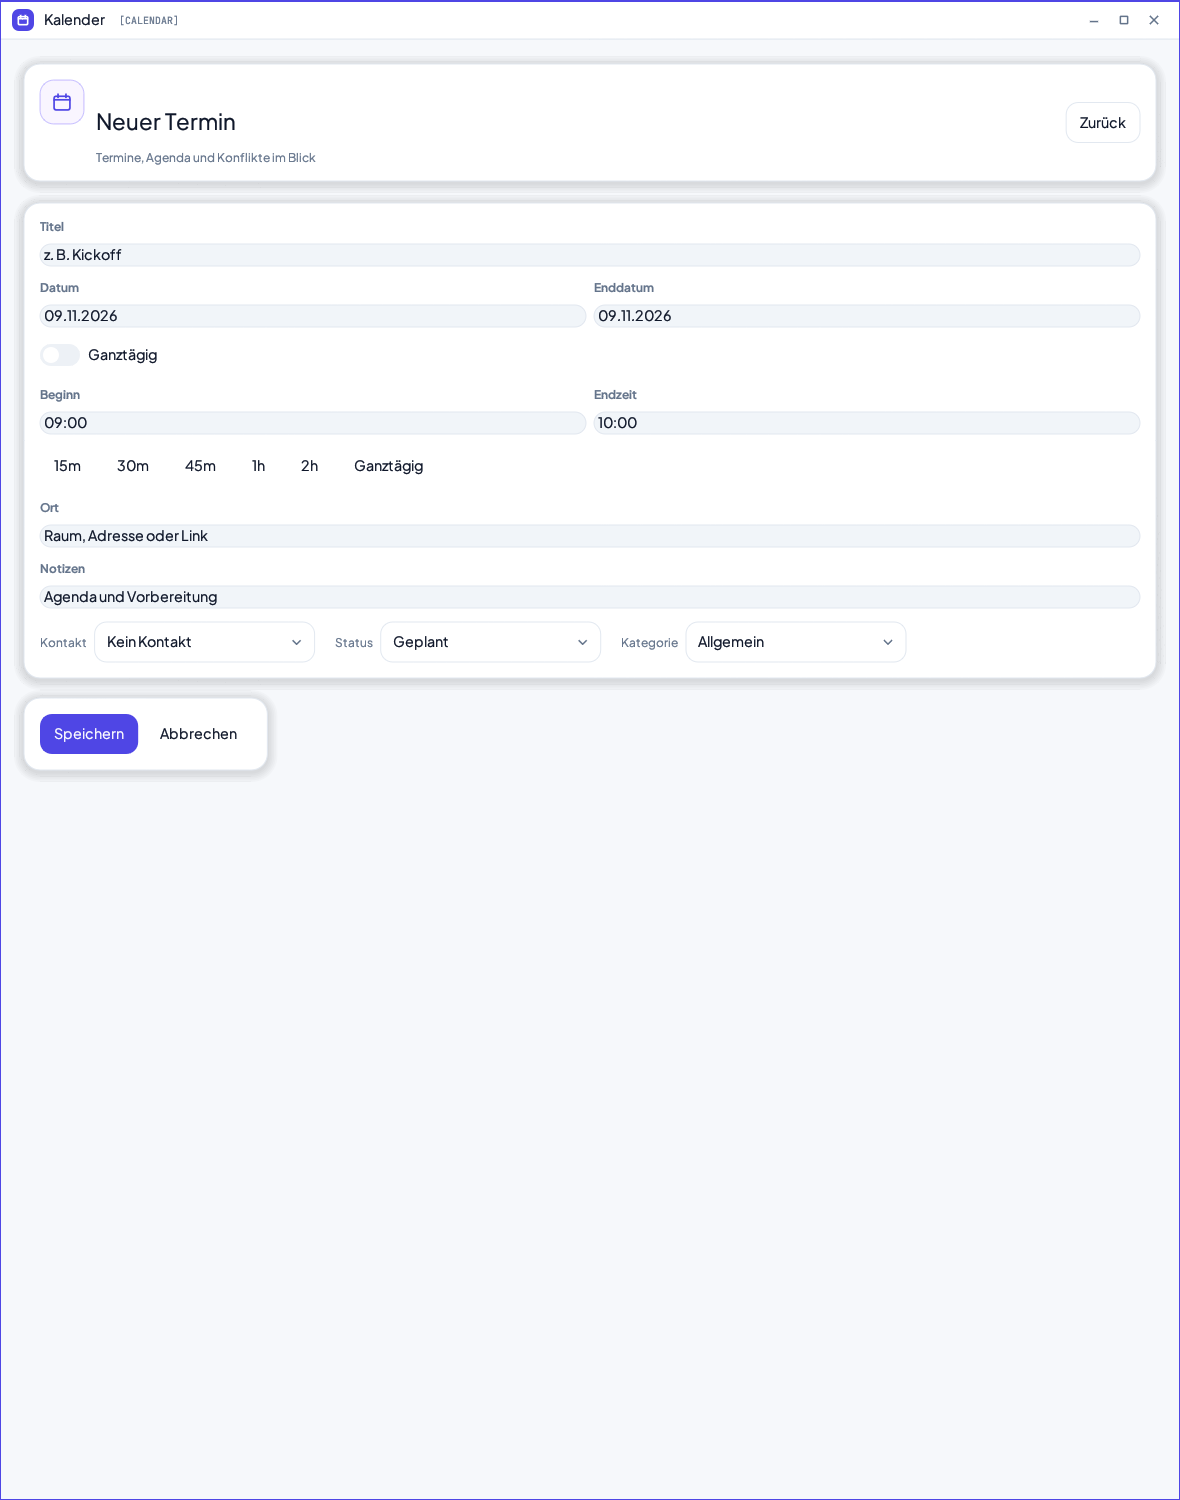 Kalender [CALENDAR]
Neuer Termin
Zurück
Termine, Agenda und Konflikte im Blick
Titel
z. B. Kickoff
Datum Enddatum
09.11.2026 09.11.2026
Ganztägig
Beginn Endzeit
09:00 10:00
15m 30m 45m 1h 2h Ganztägig
Ort
Raum, Adresse oder Link
Notizen
Agenda und Vorbereitung
Kontakt Kein Kontakt Status Geplant Kategorie Allgemein
Speichern Abbrechen